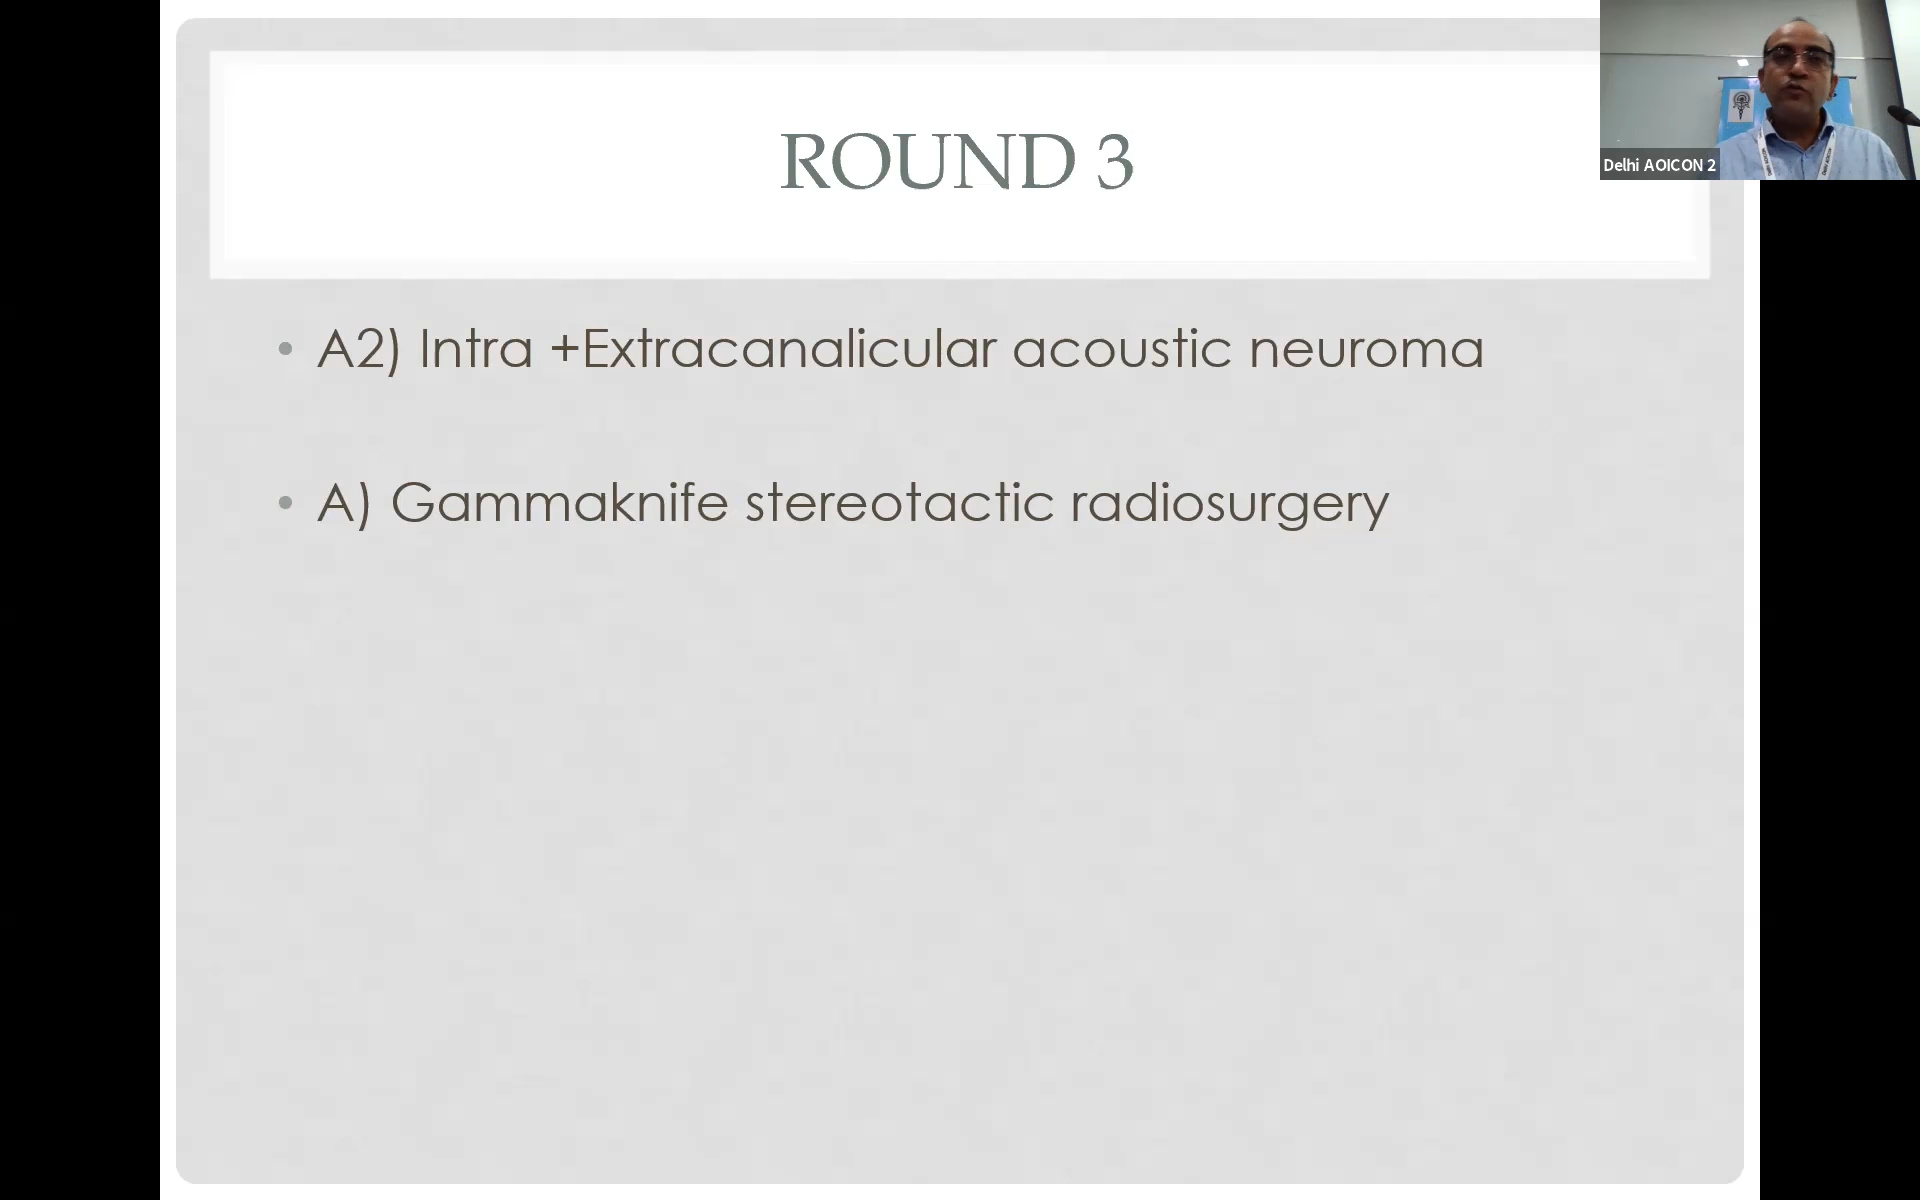 ROUND 3
Delhi AOICON 2
• A2) Intra +Extracanalicular acoustic neuroma
• A) Gammaknife stereotactic radiosurgery